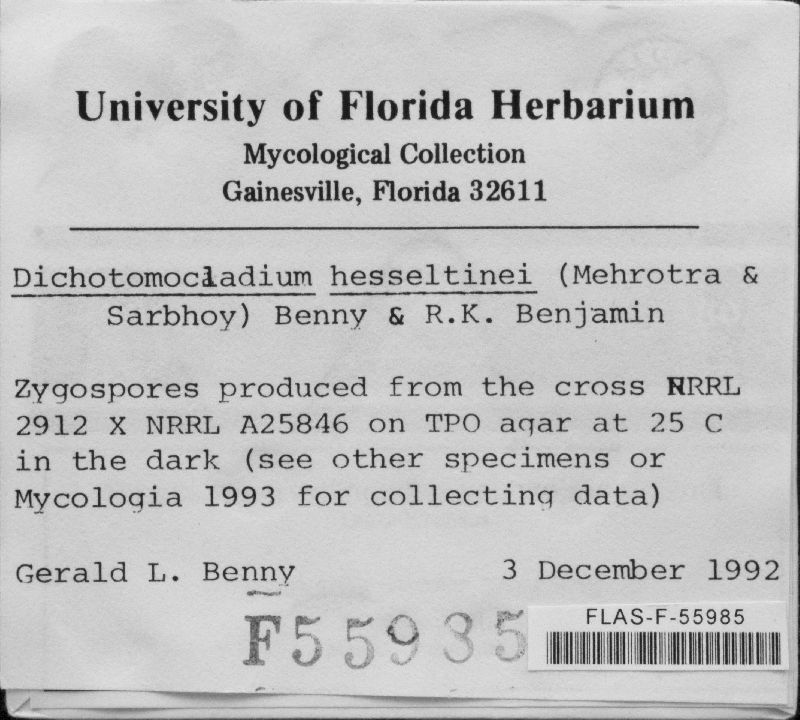 University of Florida Herbarium
Mycological Collection
Gainesville, Florida 32611
Dichotomocladium hesseltinei (Mehrotra &
Sarbhoy) Benny & R.K. Benjamin
Zygospores produced from the cross NRRL
2912 X NRRL A25846 on TPO agar at 25 C
in the dark (see other specimens or
Mycologia 1993 for collecting data)
Gerald L. Benny 3 December 1992
F55985
FLAS-F-55985